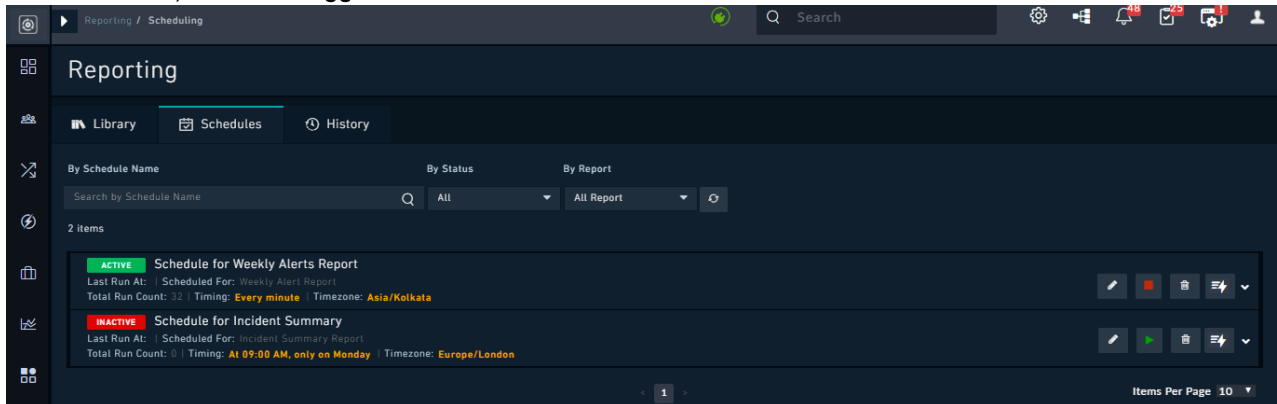 Reporting / Scheduling
Search
48
25
!
Reporting
Library
Schedules
History
By Schedule Name
By Status
By Report
Search by Schedule Name
All
All Report
2 items
ACTIVE Schedule for Weekly Alerts Report
Last Run At: | Scheduled For: Weekly Alert Report
Total Run Count: 32 | Timing: Every minute | Timezone: Asia/Kolkata
INACTIVE Schedule for Incident Summary
Last Run At: | Scheduled For: Incident Summary Report
Total Run Count: 0 | Timing: At 09:00 AM, only on Monday | Timezone: Europe/London
< 1 >
Items Per Page 10